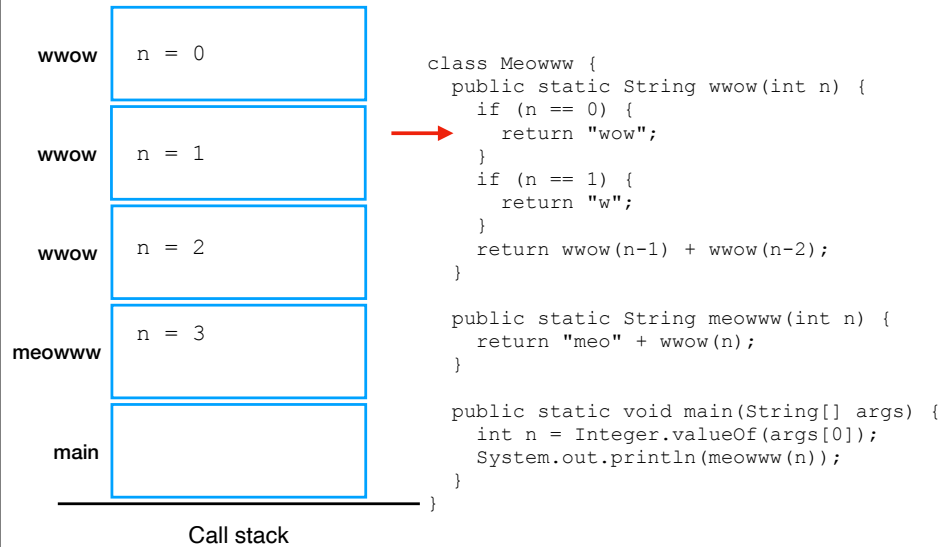 wwow n = 0
wwow n = 1
wwow n = 2
meowww n = 3
main
Call stack
class Meowww {
  public static String wwow(int n) {
    if (n == 0) {
      return "wow";
    }
    if (n == 1) {
      return "w";
    }
    return wwow(n-1) + wwow(n-2);
  }

  public static String meowww(int n) {
    return "meo" + wwow(n);
  }

  public static void main(String[] args) {
    int n = Integer.valueOf(args[0]);
    System.out.println(meowww(n));
  }
}